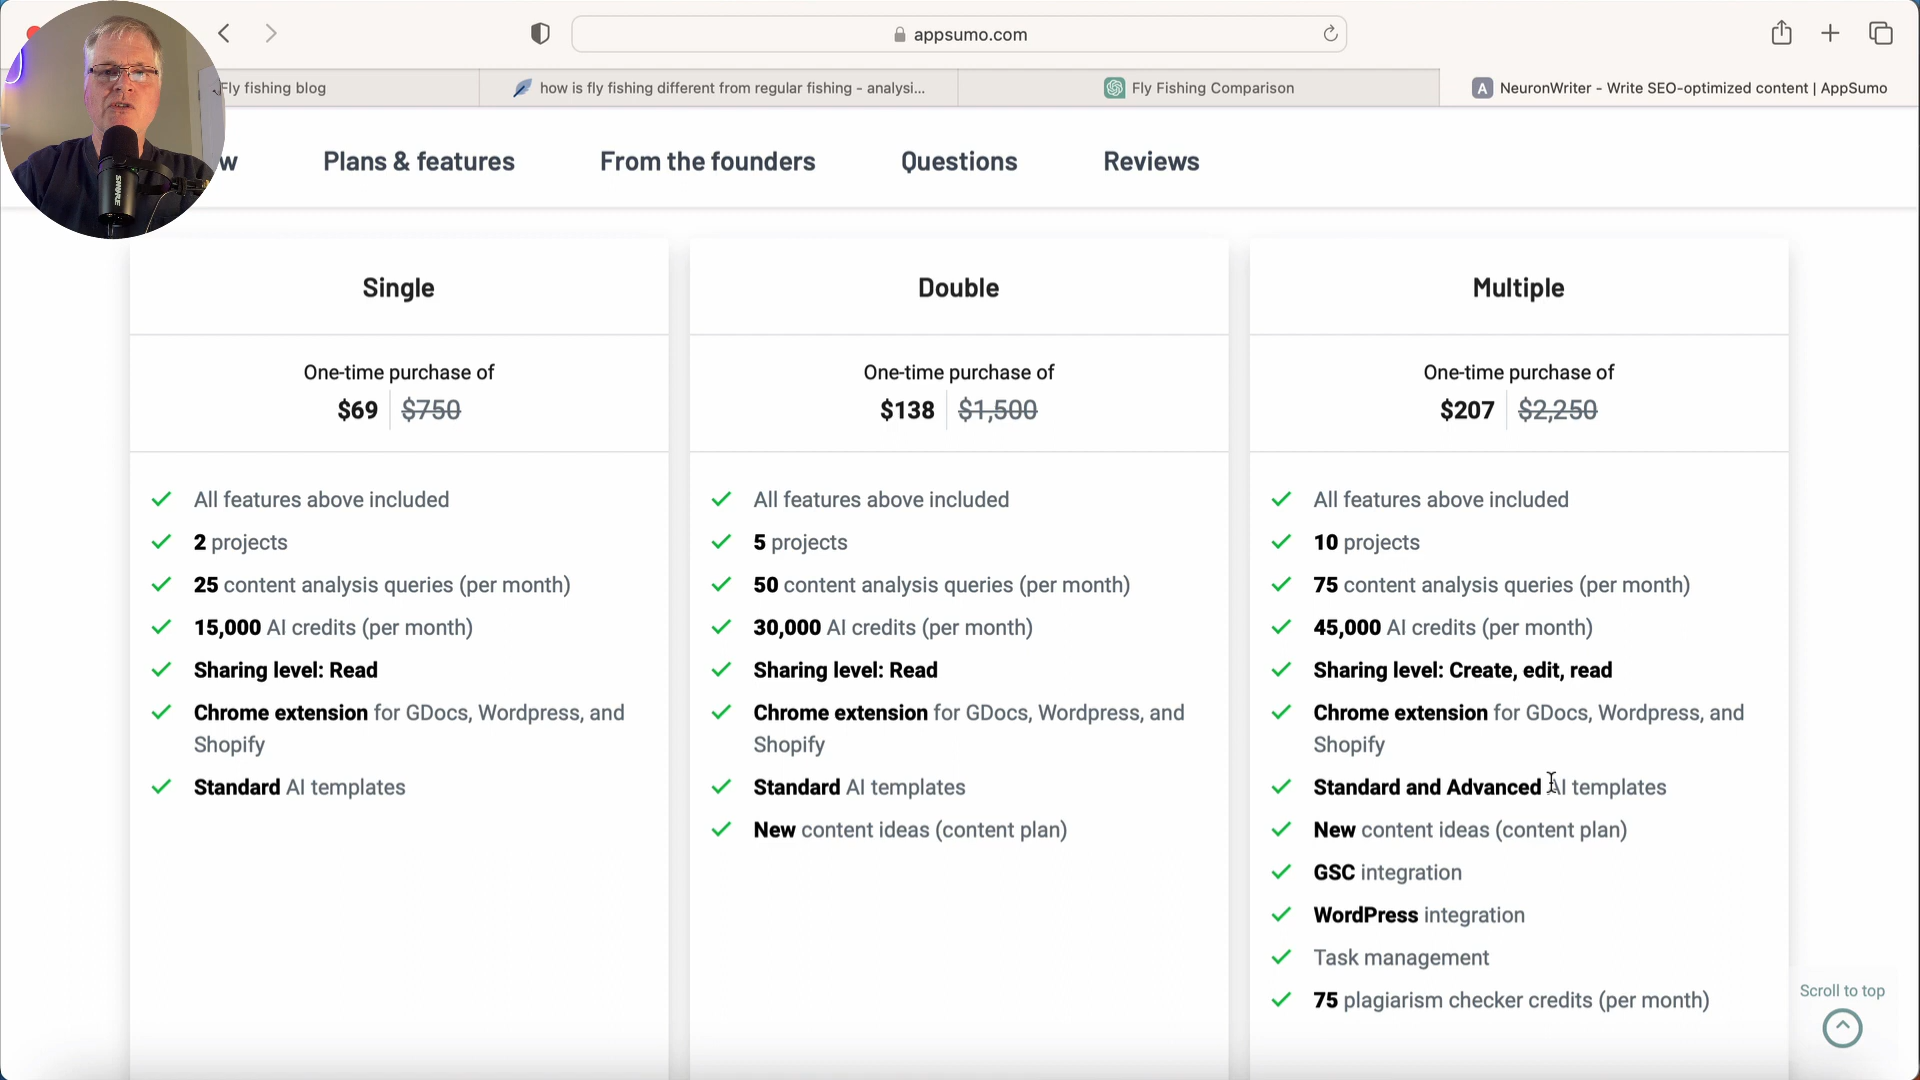 appsumo.com
Fly fishing blog
how is fly fishing different from regular fishing - analysi...
Fly Fishing Comparison
A NeuronWriter - Write SEO-optimized content | AppSumo
w
Plans & features
From the founders
Questions
Reviews
Single
One-time purchase of
$69 $750
All features above included
2 projects
25 content analysis queries (per month)
15,000 AI credits (per month)
Sharing level: Read
Chrome extension for GDocs, Wordpress, and
Shopify
Standard AI templates
Double
One-time purchase of
$138 $1,500
All features above included
5 projects
50 content analysis queries (per month)
30,000 AI credits (per month)
Sharing level: Read
Chrome extension for GDocs, Wordpress, and
Shopify
Standard AI templates
New content ideas (content plan)
Multiple
One-time purchase of
$207 $2,250
All features above included
10 projects
75 content analysis queries (per month)
45,000 AI credits (per month)
Sharing level: Create, edit, read
Chrome extension for GDocs, Wordpress, and
Shopify
Standard and Advanced AI templates
New content ideas (content plan)
GSC integration
WordPress integration
Task management
75 plagiarism checker credits (per month)
Scroll to top
SHURE